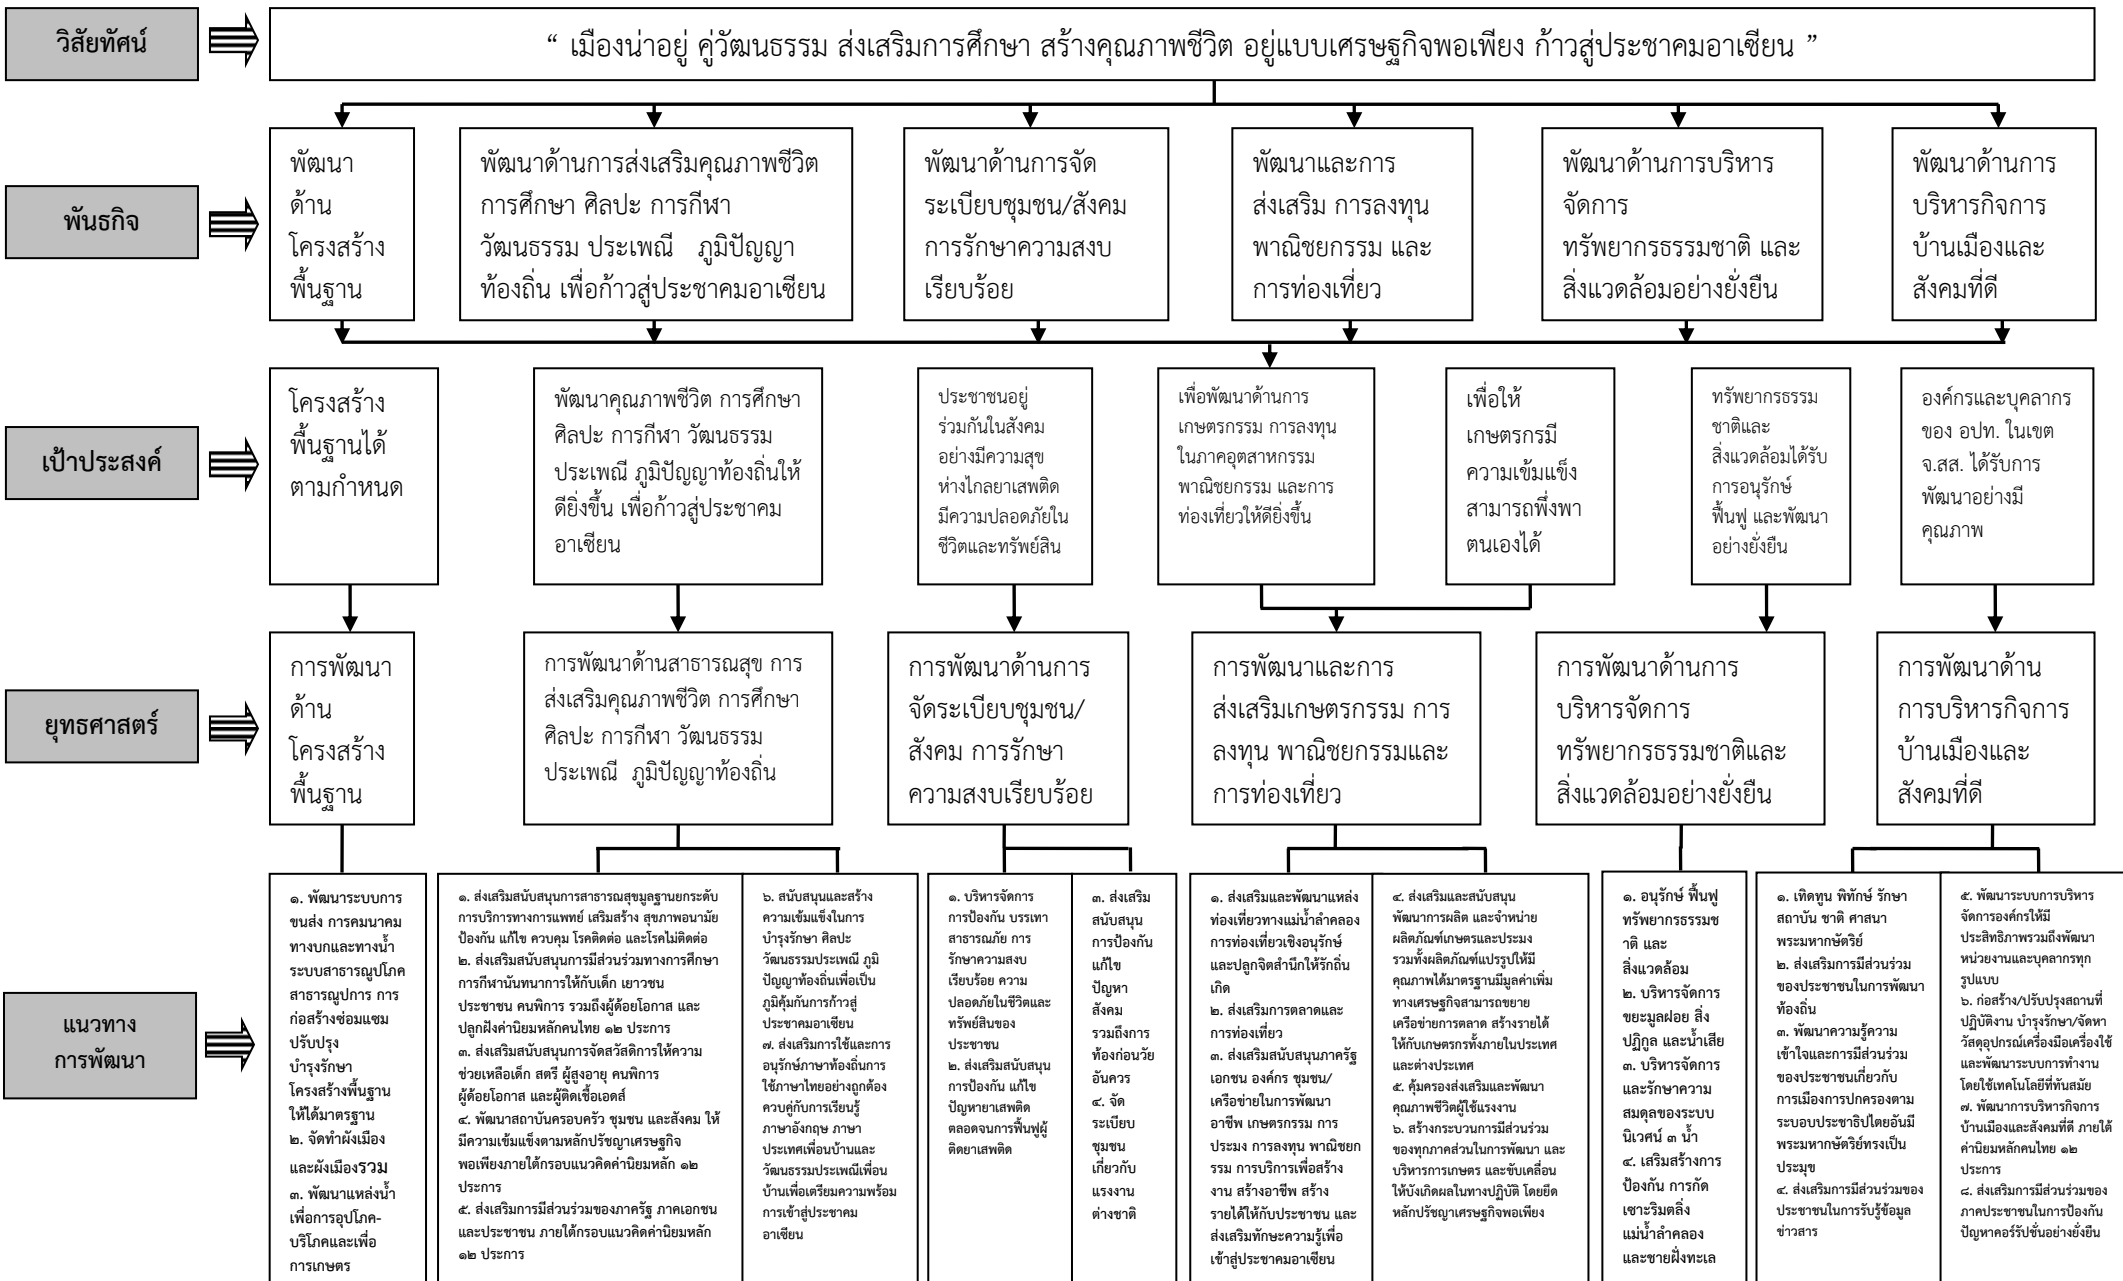 วิสัยทัศน์
“ เมืองน่าอยู่ คู่วัฒนธรรม ส่งเสริมการศึกษา สร้างคุณภาพชีวิต อยู่แบบเศรษฐกิจพอเพียง ก้าวสู่ประชาคมอาเซียน ”
พันธกิจ
พัฒนา
ด้าน
โครงสร้าง
พื้นฐาน
พัฒนาด้านการส่งเสริมคุณภาพชีวิต
การศึกษา ศิลปะ การกีฬา
วัฒนธรรม ประเพณี ภูมิปัญญา
ท้องถิ่น เพื่อก้าวสู่ประชาคมอาเซียน
พัฒนาด้านการจัด
ระเบียบชุมชน/สังคม
การรักษาความสงบ
เรียบร้อย
พัฒนาและการ
ส่งเสริม การลงทุน
พาณิชยกรรม และ
การท่องเที่ยว
พัฒนาด้านการบริหาร
จัดการ
ทรัพยากรธรรมชาติ และ
สิ่งแวดล้อมอย่างยั่งยืน
พัฒนาด้านการ
บริหารกิจการ
บ้านเมืองและ
สังคมที่ดี
เป้าประสงค์
โครงสร้าง
พื้นฐานได้
ตามกำหนด
พัฒนาคุณภาพชีวิต การศึกษา
ศิลปะ การกีฬา วัฒนธรรม
ประเพณี ภูมิปัญญาท้องถิ่นให้
ดียิ่งขึ้น เพื่อก้าวสู่ประชาคม
อาเซียน
ประชาชนอยู่
ร่วมกันในสังคม
อย่างมีความสุข
ห่างไกลยาเสพติด
มีความปลอดภัยใน
ชีวิตและทรัพย์สิน
เพื่อพัฒนาด้านการ
เกษตรกรรม การลงทุน
ในภาคอุตสาหกรรม
พาณิชยกรรม และการ
ท่องเที่ยวให้ดียิ่งขึ้น
เพื่อให้
เกษตรกรมี
ความเข้มแข็ง
สามารถพึ่งพา
ตนเองได้
ทรัพยากรธรรม
ชาติและ
สิ่งแวดล้อมได้รับ
การอนุรักษ์
ฟื้นฟู และพัฒนา
อย่างยั่งยืน
องค์กรและบุคลากร
ของ อปท. ในเขต
จ.สส. ได้รับการ
พัฒนาอย่างมี
คุณภาพ
ยุทธศาสตร์
การพัฒนา
ด้าน
โครงสร้าง
พื้นฐาน
การพัฒนาด้านสาธารณสุข การ
ส่งเสริมคุณภาพชีวิต การศึกษา
ศิลปะ การกีฬา วัฒนธรรม
ประเพณี ภูมิปัญญาท้องถิ่น
การพัฒนาด้านการ
จัดระเบียบชุมชน/
สังคม การรักษา
ความสงบเรียบร้อย
การพัฒนาและการ
ส่งเสริมเกษตรกรรม การ
ลงทุน พาณิชยกรรมและ
การท่องเที่ยว
การพัฒนาด้านการ
บริหารจัดการ
ทรัพยากรธรรมชาติและ
สิ่งแวดล้อมอย่างยั่งยืน
การพัฒนาด้าน
การบริหารกิจการ
บ้านเมืองและ
สังคมที่ดี
แนวทาง
การพัฒนา
๑. พัฒนาระบบการ
ขนส่ง การคมนาคม
ทางบกและทางน้ำ
ระบบสาธารณูปโภค
สาธารณูปการ การ
ก่อสร้างซ่อมแซม
ปรับปรุง
บำรุงรักษา
โครงสร้างพื้นฐาน
ให้ได้มาตรฐาน
๒. จัดทำผังเมือง
และผังเมืองรวม
๓. พัฒนาแหล่งน้ำ
เพื่อการอุปโภค-
บริโภคและเพื่อ
การเกษตร
๑. ส่งเสริมสนับสนุนการสาธารณสุขมูลฐานยกระดับ
การบริการทางการแพทย์ เสริมสร้าง สุขภาพอนามัย
ป้องกัน แก้ไข ควบคุม โรคติดต่อ และโรคไม่ติดต่อ
๒. ส่งเสริมสนับสนุนการมีส่วนร่วมทางการศึกษา
การกีฬานันทนาการให้กับเด็ก เยาวชน
ประชาชน คนพิการ รวมถึงผู้ด้อยโอกาส และ
ปลูกฝังค่านิยมหลักคนไทย ๑๒ ประการ
๓. ส่งเสริมสนับสนุนการจัดสวัสดิการให้ความ
ช่วยเหลือเด็ก สตรี ผู้สูงอายุ คนพิการ
ผู้ด้อยโอกาส และผู้ติดเชื้อเอดส์
๔. พัฒนาสถาบันครอบครัว ชุมชน และสังคม ให้
มีความเข้มแข็งตามหลักปรัชญาเศรษฐกิจ
พอเพียงภายใต้กรอบแนวคิดค่านิยมหลัก ๑๒
ประการ
๕. ส่งเสริมการมีส่วนร่วมของภาครัฐ ภาคเอกชน
และประชาชน ภายใต้กรอบแนวคิดค่านิยมหลัก
๑๒ ประการ
๖. สนับสนุนและสร้าง
ความเข้มแข็งในการ
บำรุงรักษา ศิลปะ
วัฒนธรรมประเพณี ภูมิ
ปัญญาท้องถิ่นเพื่อเป็น
ภูมิคุ้มกันการก้าวสู่
ประชาคมอาเซียน
๗. ส่งเสริมการใช้และการ
อนุรักษ์ภาษาท้องถิ่นการ
ใช้ภาษาไทยอย่างถูกต้อง
ควบคู่กับการเรียนรู้
ภาษาอังกฤษ ภาษา
ประเทศเพื่อนบ้านและ
วัฒนธรรมประเพณีเพื่อน
บ้านเพื่อเตรียมความพร้อม
การเข้าสู่ประชาคม
อาเซียน
๑. บริหารจัดการ
การป้องกัน บรรเทา
สาธารณภัย การ
รักษาความสงบ
เรียบร้อย ความ
ปลอดภัยในชีวิตและ
ทรัพย์สินของ
ประชาชน
๒. ส่งเสริมสนับสนุน
การป้องกัน แก้ไข
ปัญหายาเสพติด
ตลอดจนการฟื้นฟูผู้
ติดยาเสพติด
๓. ส่งเสริม
สนับสนุน
การป้องกัน
แก้ไข
ปัญหา
สังคม
รวมถึงการ
ท้องก่อนวัย
อันควร
๔. จัด
ระเบียบ
ชุมชน
เกี่ยวกับ
แรงงาน
ต่างชาติ
๑. ส่งเสริมและพัฒนาแหล่ง
ท่องเที่ยวทางแม่น้ำลำคลอง
การท่องเที่ยวเชิงอนุรักษ์
และปลูกจิตสำนึกให้รักถิ่น
เกิด
๒. ส่งเสริมการตลาดและ
การท่องเที่ยว
๓. ส่งเสริมสนับสนุนภาครัฐ
เอกชน องค์กร ชุมชน/
เครือข่ายในการพัฒนา
อาชีพ เกษตรกรรม การ
ประมง การลงทุน พาณิชยก
รรม การบริการเพื่อสร้าง
งาน สร้างอาชีพ สร้าง
รายได้ให้กับประชาชน และ
ส่งเสริมทักษะความรู้เพื่อ
เข้าสู่ประชาคมอาเซียน
๔. ส่งเสริมและสนับสนุน
พัฒนาการผลิต และจำหน่าย
ผลิตภัณฑ์เกษตรและประมง
รวมทั้งผลิตภัณฑ์แปรรูปให้มี
คุณภาพได้มาตรฐานมีมูลค่าเพิ่ม
ทางเศรษฐกิจสามารถขยาย
เครือข่ายการตลาด สร้างรายได้
ให้กับเกษตรกรทั้งภายในประเทศ
และต่างประเทศ
๕. คุ้มครองส่งเสริมและพัฒนา
คุณภาพชีวิตผู้ใช้แรงงาน
๖. สร้างกระบวนการมีส่วนร่วม
ของทุกภาคส่วนในการพัฒนา และ
บริหารการเกษตร และขับเคลื่อน
ให้บังเกิดผลในทางปฏิบัติ โดยยึด
หลักปรัชญาเศรษฐกิจพอเพียง
๑. อนุรักษ์ ฟื้นฟู
ทรัพยากรธรรมช
าติ และ
สิ่งแวดล้อม
๒. บริหารจัดการ
ขยะมูลฝอย สิ่ง
ปฏิกูล และน้ำเสีย
๓. บริหารจัดการ
และรักษาความ
สมดุลของระบบ
นิเวศน์ ๓ น้ำ
๔. เสริมสร้างการ
ป้องกัน การกัด
เซาะริมตลิ่ง
แม่น้ำลำคลอง
และชายฝั่งทะเล
๑. เทิดทูน พิทักษ์ รักษา
สถาบัน ชาติ ศาสนา
พระมหากษัตริย์
๒. ส่งเสริมการมีส่วนร่วม
ของประชาชนในการพัฒนา
ท้องถิ่น
๓. พัฒนาความรู้ความ
เข้าใจและการมีส่วนร่วม
ของประชาชนเกี่ยวกับ
การเมืองการปกครองตาม
ระบอบประชาธิปไตยอันมี
พระมหากษัตริย์ทรงเป็น
ประมุข
๔. ส่งเสริมการมีส่วนร่วมของ
ประชาชนในการรับรู้ข้อมูล
ข่าวสาร
๕. พัฒนาระบบการบริหาร
จัดการองค์กรให้มี
ประสิทธิภาพรวมถึงพัฒนา
หน่วยงานและบุคลากรทุก
รูปแบบ
๖. ก่อสร้าง/ปรับปรุงสถานที่
ปฏิบัติงาน บำรุงรักษา/จัดหา
วัสดุอุปกรณ์เครื่องมือเครื่องใช้
และพัฒนาระบบการทำงาน
โดยใช้เทคโนโลยีที่ทันสมัย
๗. พัฒนาการบริหารกิจการ
บ้านเมืองและสังคมที่ดี ภายใต้
ค่านิยมหลักคนไทย ๑๒
ประการ
๘. ส่งเสริมการมีส่วนร่วมของ
ภาคประชาชนในการป้องกัน
ปัญหาคอร์รัปชั่นอย่างยั่งยืน